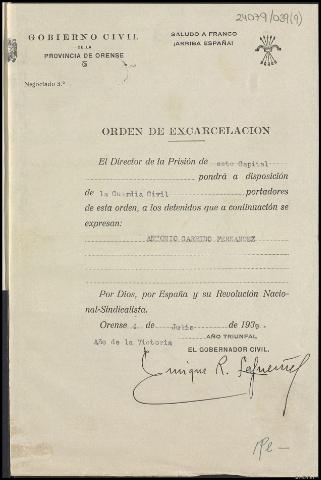 24079/029(9)
GOBIERNO CIVIL
DE LA
PROVINCIA DE ORENSE
SALUDO A FRANCO
¡ARRIBA ESPAÑA!
Negociado 3.º
ORDEN DE EXCARCELACION
El Director de la Prisión de esta Capital
pondrá a disposición
de la Guardia Civil portadores
de esta orden, a los detenidos que a continuación se
expresan:
ANTONIO GARRIDO FERNANDEZ
Por Dios, por España y su Revolución Nacio-
nal-Sindicalista.
Orense 4 de Julio de 1939.
Año de la Victoria
AÑO TRIUNFAL
EL GOBERNADOR CIVIL.
Enrique R.